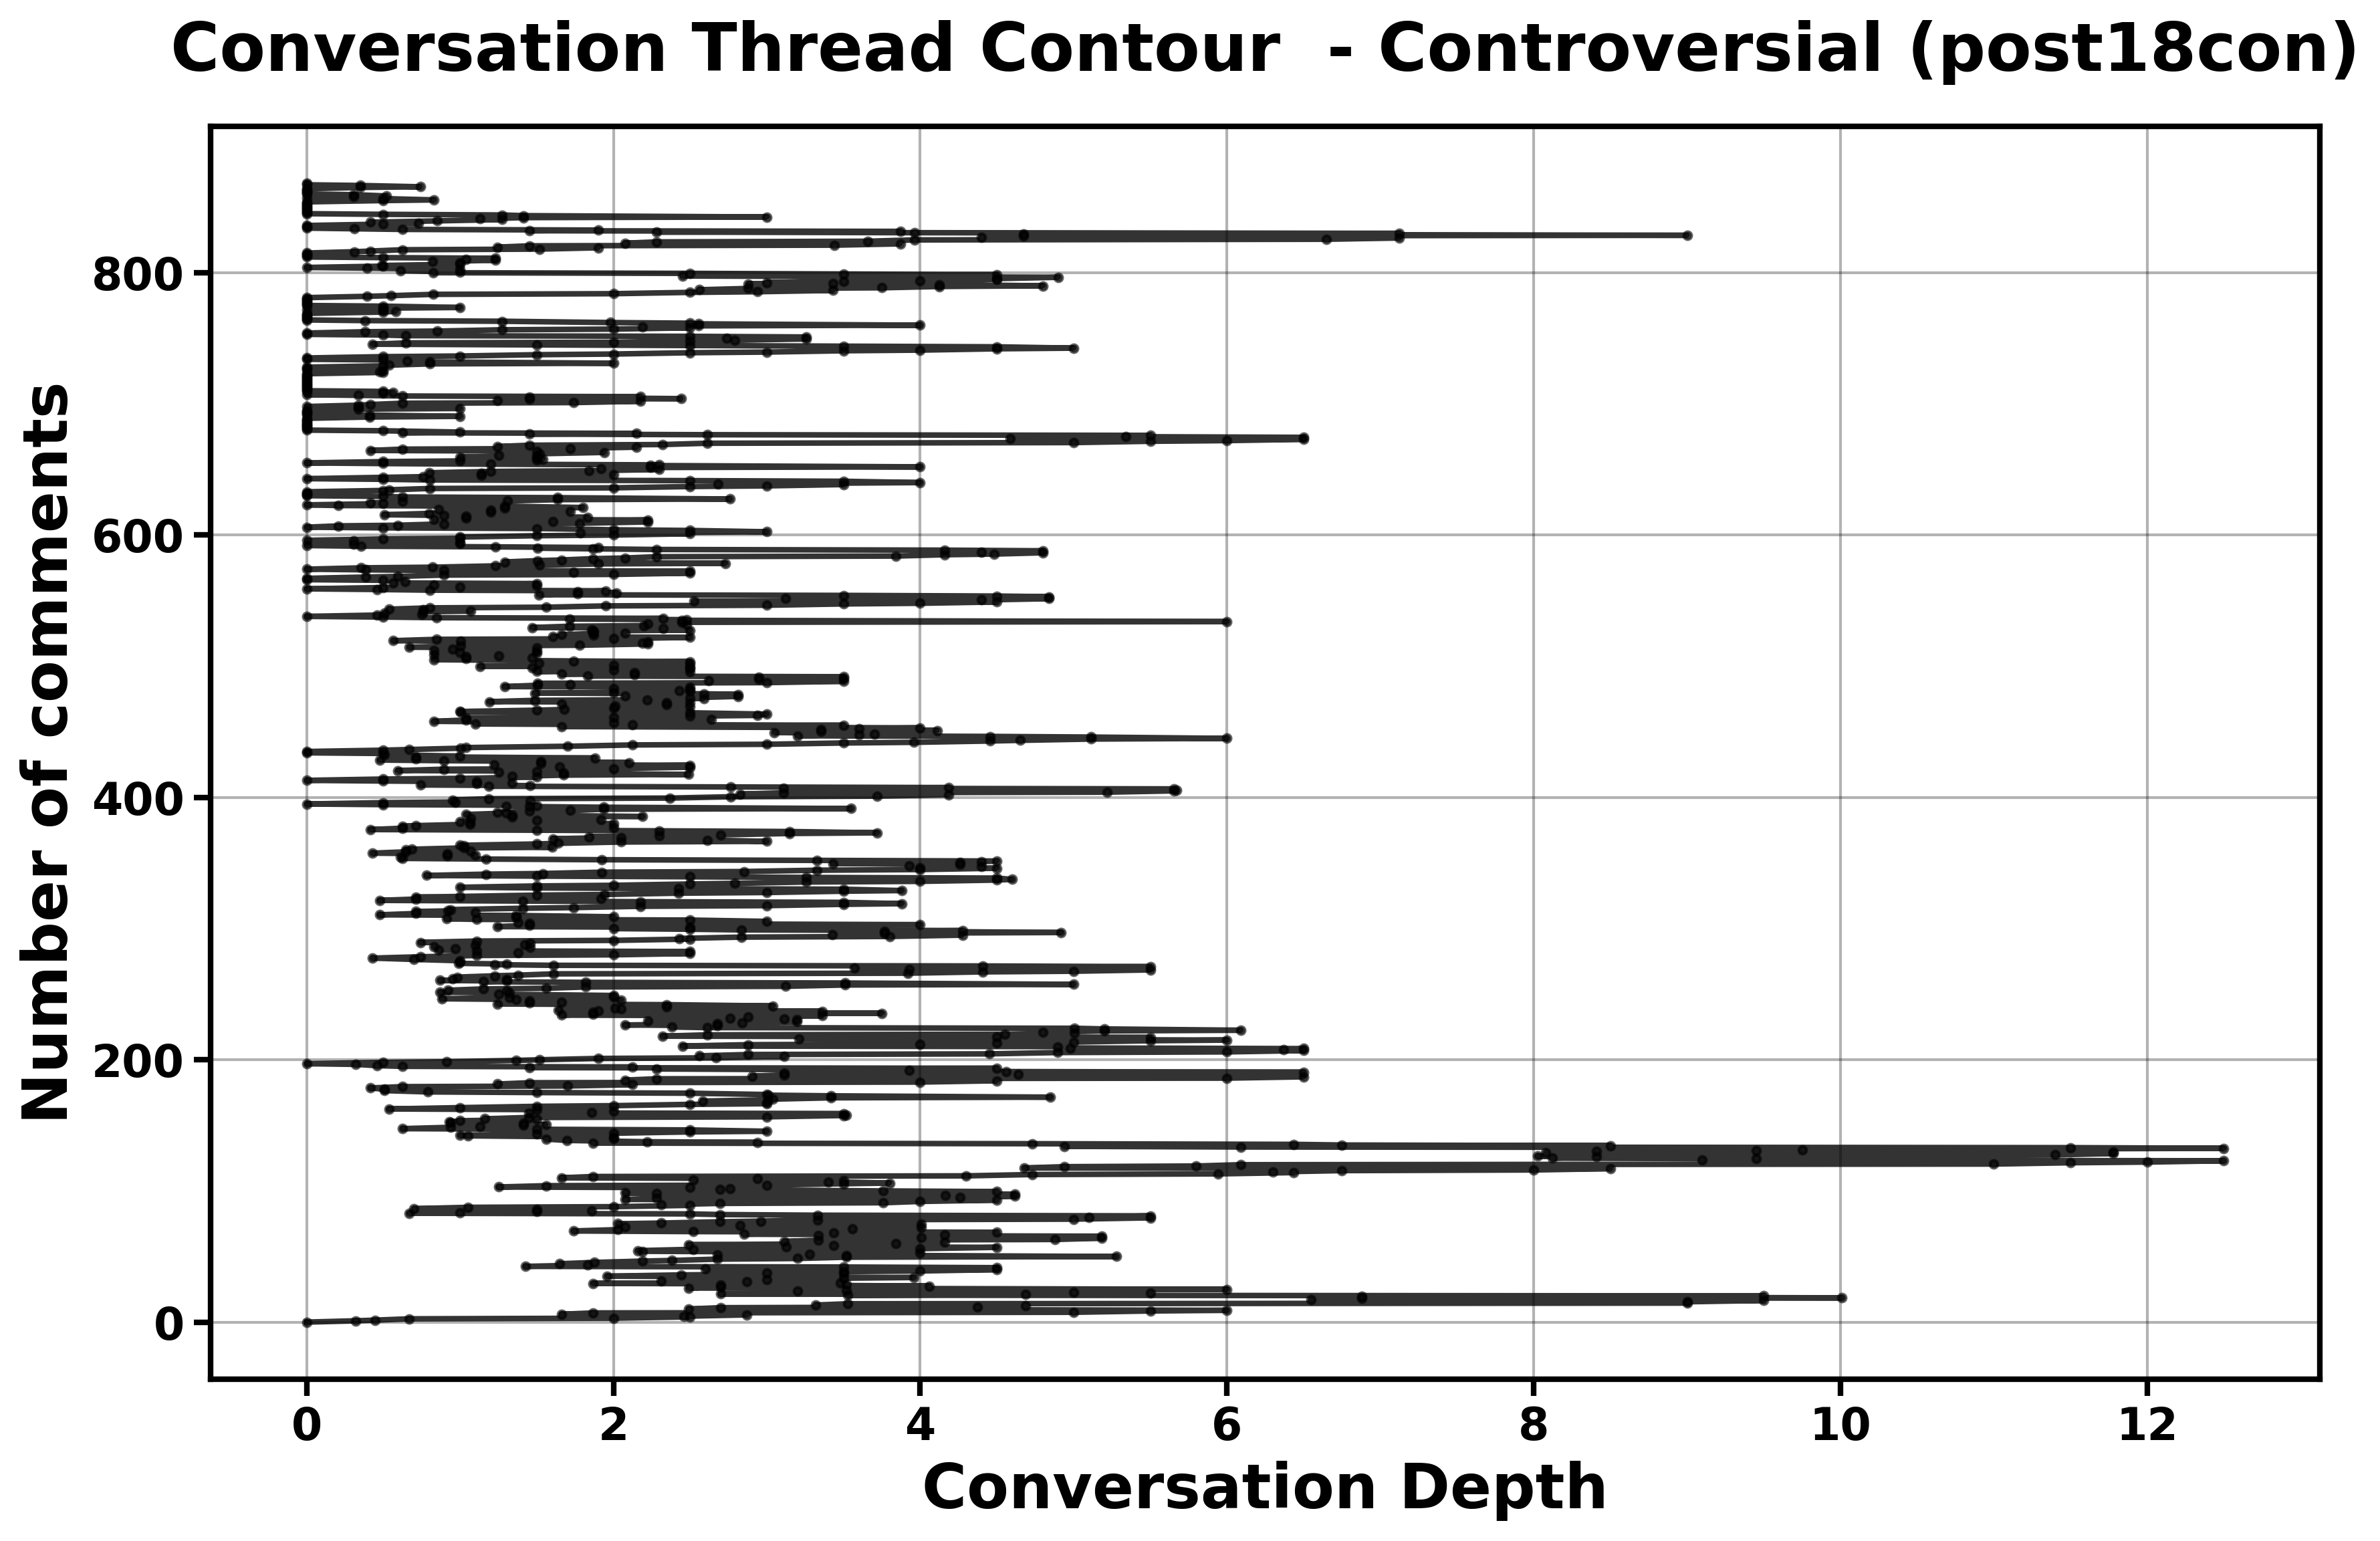 Conversation Thread Contour  - Controversial (post18con)
Number of comments
800
600
400
200
0
0 2 4 6 8 10 12
Conversation Depth